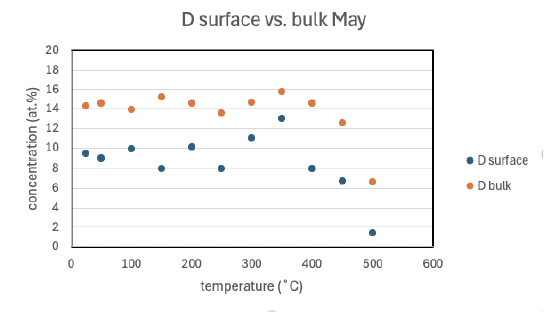 D surface vs. bulk May
20
18
16
14
12
10
8
6
4
2
0
concentration (at.%)
0 100 200 300 400 500 600
temperature (˚C)
D surface
D bulk